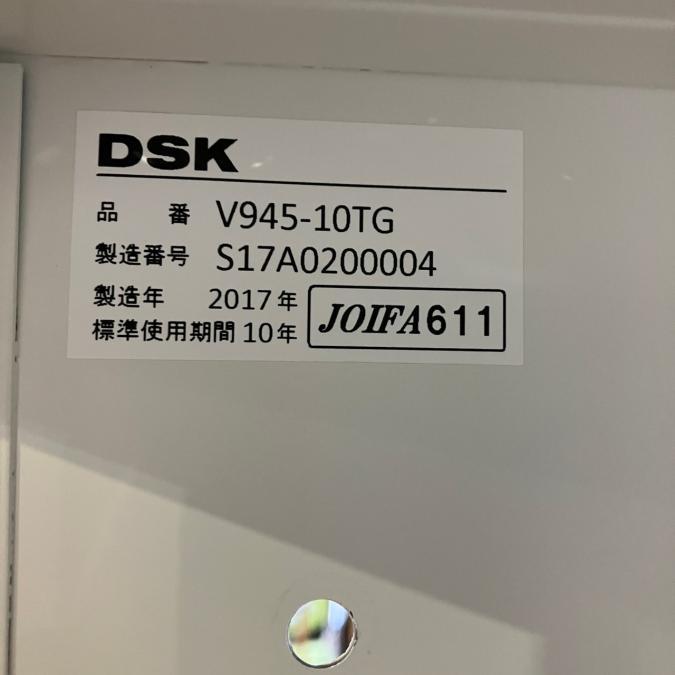 DSK
品 番 V945-10TG
製造番号 S17A0200004
製造年 2017年
標準使用期間 10年
JOIFA611